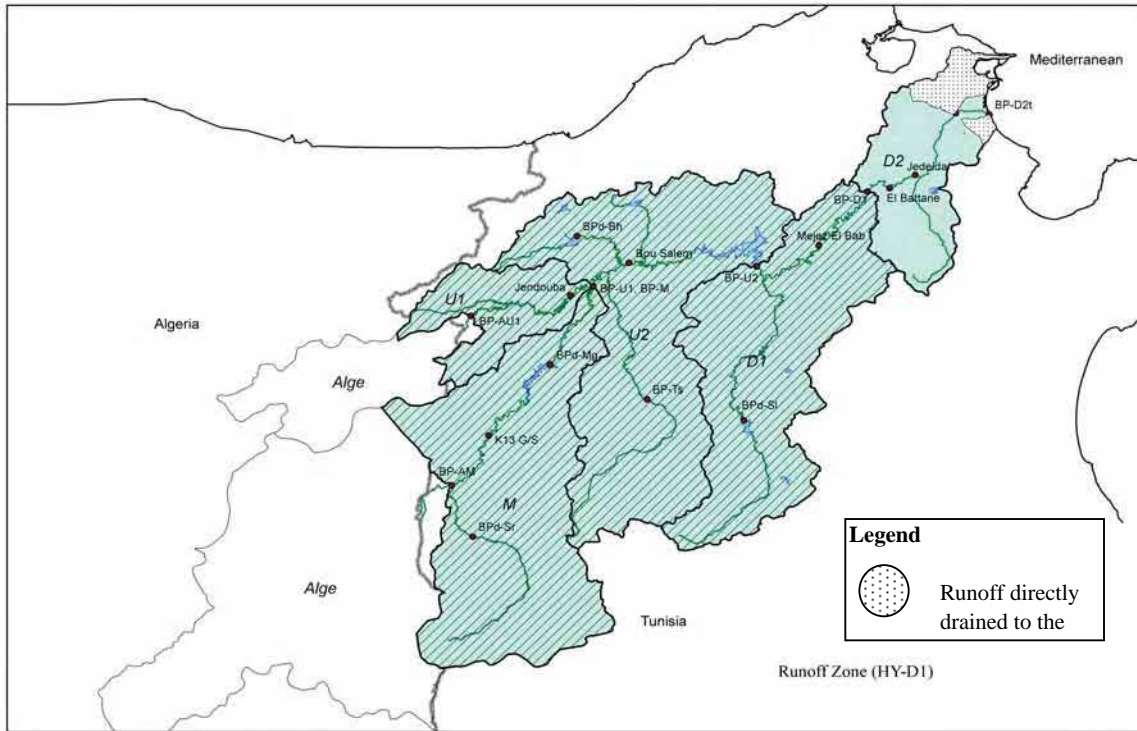 Mediterranean
BP-D2t
D2
Jedeida
BP-D1
El Battane
BPd-Bh
Mejez El Bab
Bou Salem
BP-U2
Jendouba
BP-U1, BP-M
U1
BP-AU1
Algeria
U2
BPd-Mg
D1
Alge
BP-Ts
BPd-Sl
K13 G/S
BP-AM
M
BPd-Sr
Alge
Tunisia
Legend
Runoff directly
drained to the
Runoff Zone (HY-D1)